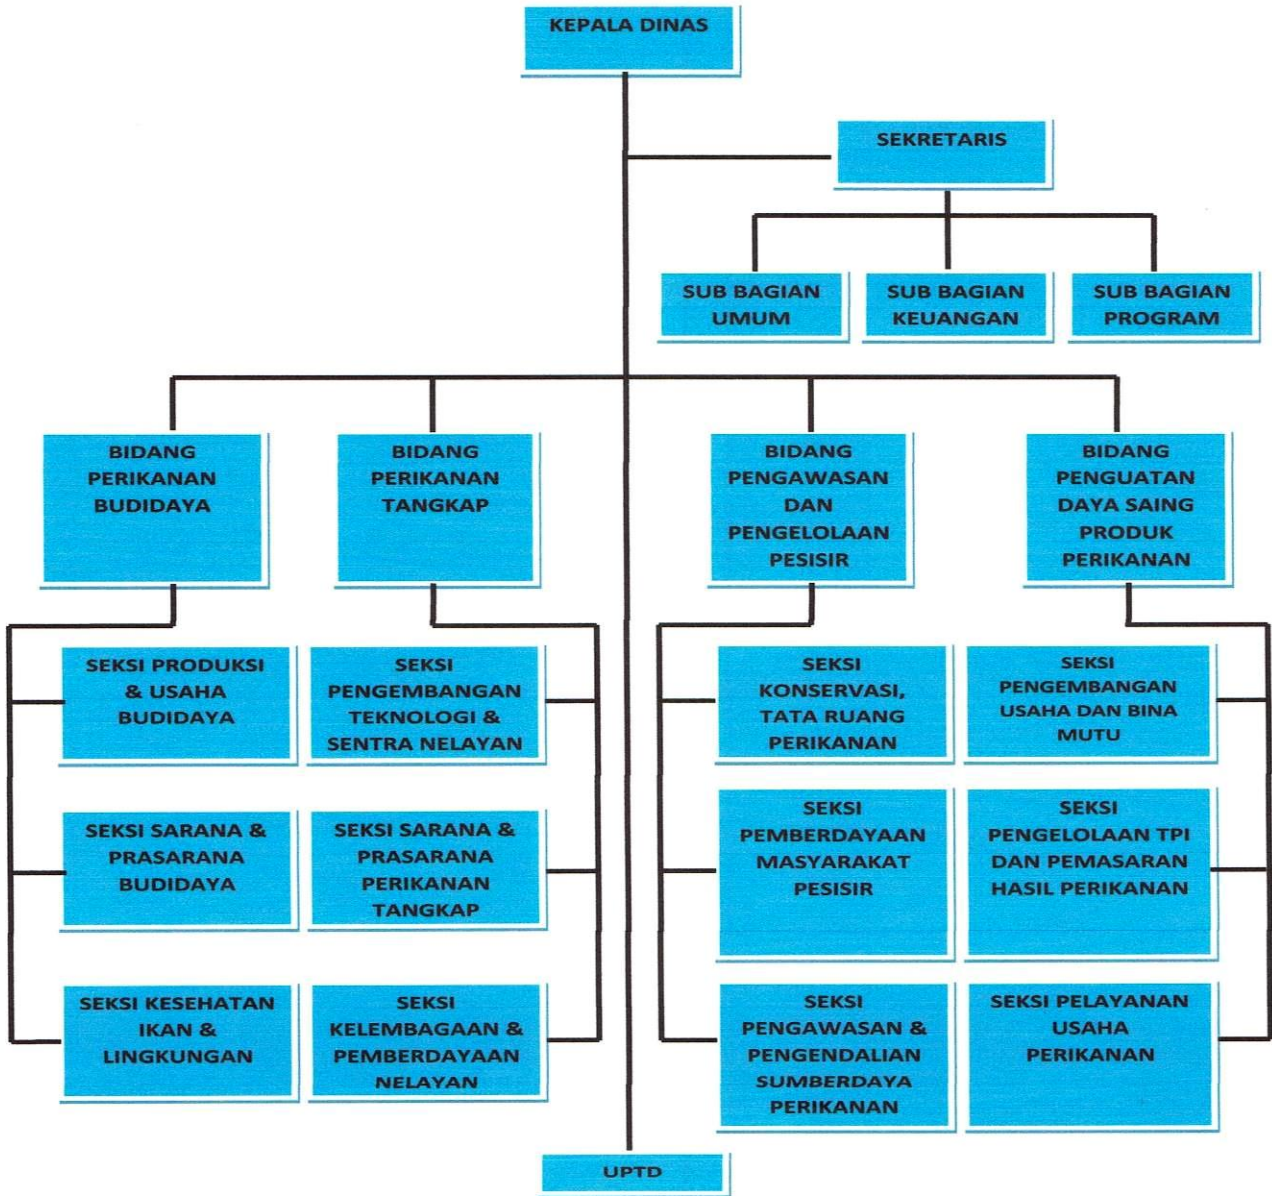 KEPALA DINAS
SEKRETARIS
SUB BAGIAN
UMUM
SUB BAGIAN
KEUANGAN
SUB BAGIAN
PROGRAM
BIDANG
PERIKANAN
BUDIDAYA
BIDANG
PERIKANAN
TANGKAP
BIDANG
PENGAWASAN
DAN
PENGELOLAAN
PESISIR
BIDANG
PENGUATAN
DAYA SAING
PRODUK
PERIKANAN
SEKSI PRODUKSI
& USAHA
BUDIDAYA
SEKSI
PENGEMBANGAN
TEKNOLOGI &
SENTRA NELAYAN
SEKSI
KONSERVASI,
TATA RUANG
PERIKANAN
SEKSI
PENGEMBANGAN
USAHA DAN BINA
MUTU
SEKSI SARANA &
PRASARANA
BUDIDAYA
SEKSI SARANA &
PRASARANA
PERIKANAN
TANGKAP
SEKSI
PEMBERDAYAAN
MASYARAKAT
PESISIR
SEKSI
PENGELOLAAN TPI
DAN PEMASARAN
HASIL PERIKANAN
SEKSI KESEHATAN
IKAN &
LINGKUNGAN
SEKSI
KELEMBAGAAN &
PEMBERDAYAAN
NELAYAN
SEKSI
PENGAWASAN &
PENGENDALIAN
SUMBERDAYA
PERIKANAN
SEKSI PELAYANAN
USAHA
PERIKANAN
UPTD